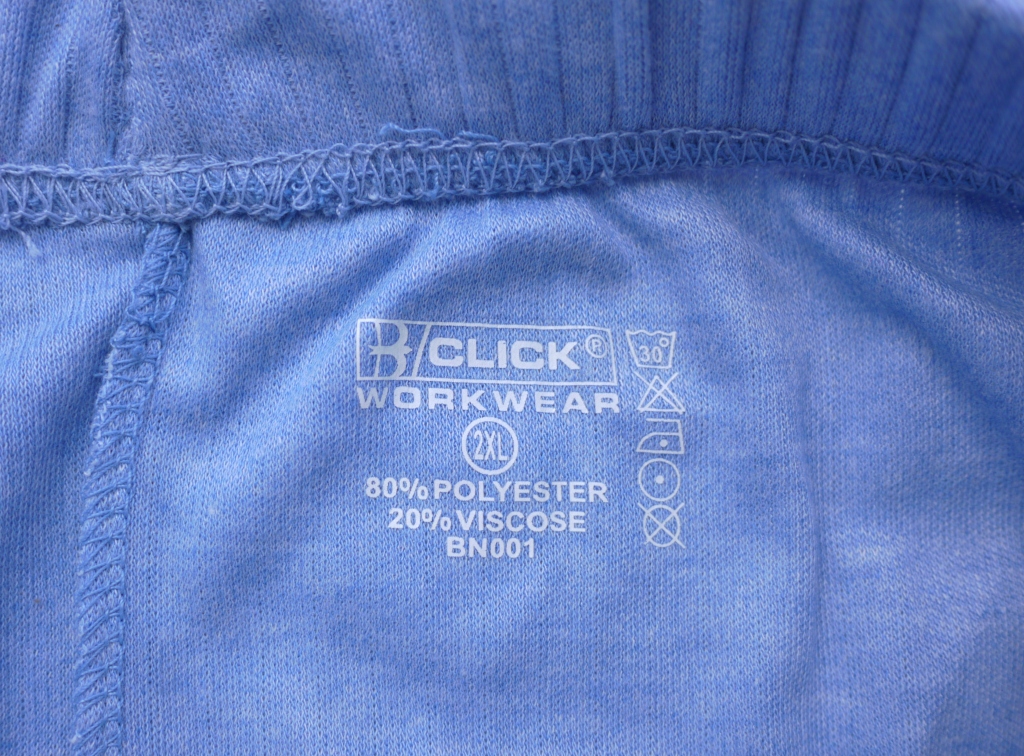 B/CLICK®
WORKWEAR
2XL
80% POLYESTER
20% VISCOSE
BN001
30°